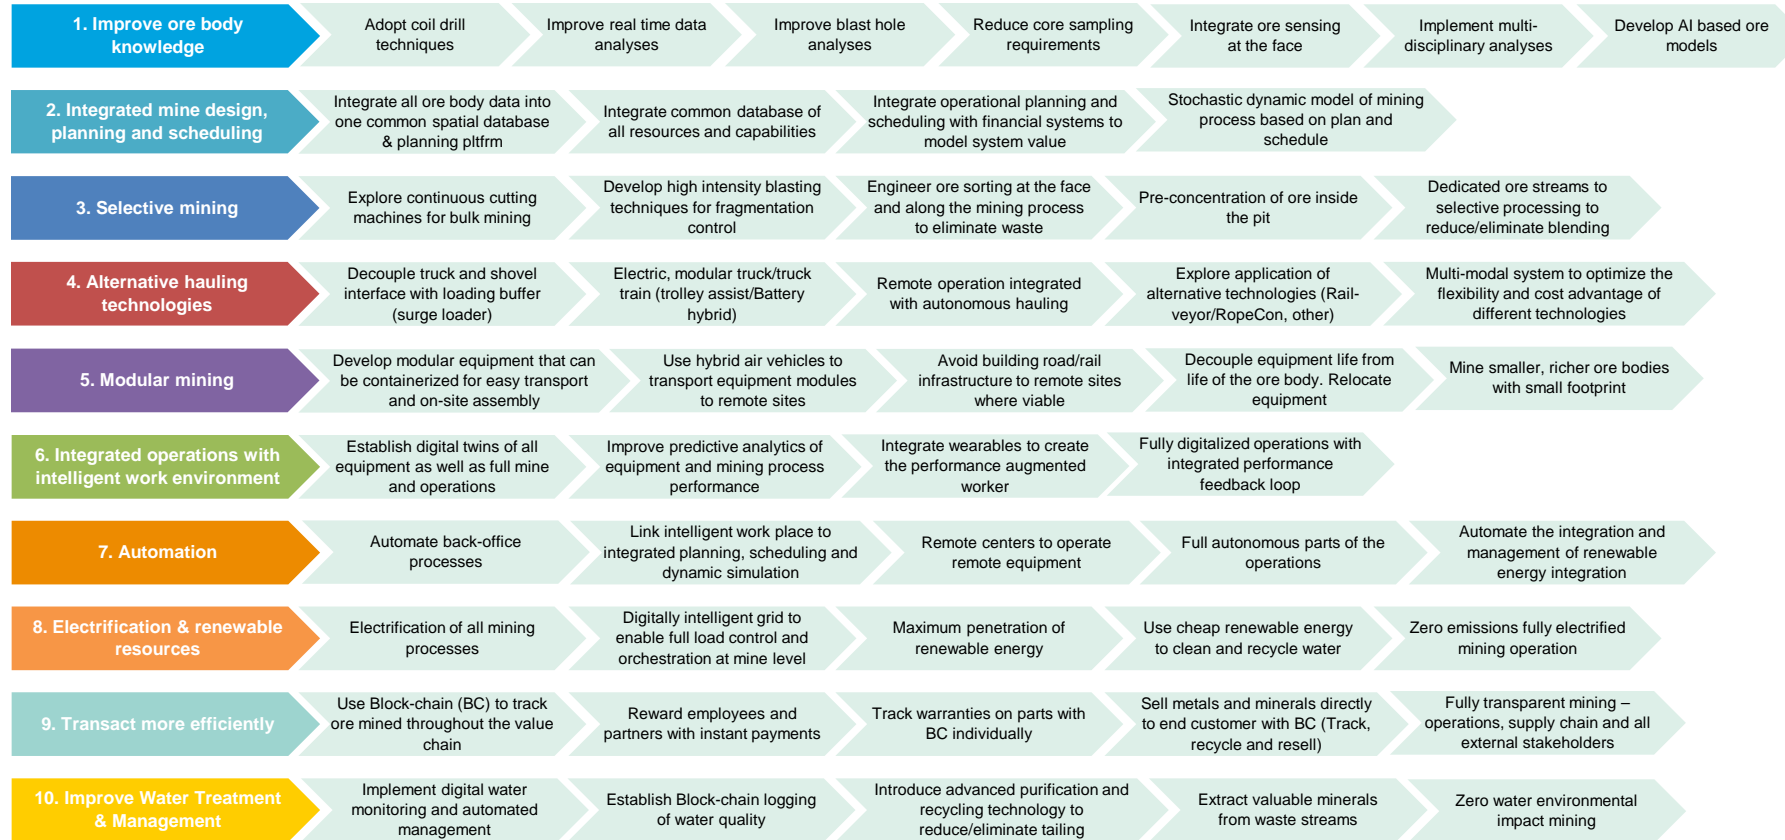 1. Improve ore body
knowledge
Adopt coil drill
techniques
Improve real time data
analyses
Improve blast hole
analyses
Reduce core sampling
requirements
Integrate ore sensing
at the face
Implement multi-
disciplinary analyses
Develop AI based ore
models
2. Integrated mine design,
planning and scheduling
Integrate all ore body data into
one common spatial database
& planning pltfrm
Integrate common database of
all resources and capabilities
Integrate operational planning and
scheduling with financial systems to
model system value
Stochastic dynamic model of mining
process based on plan and
schedule
3. Selective mining
Explore continuous cutting
machines for bulk mining
Develop high intensity blasting
techniques for fragmentation
control
Engineer ore sorting at the face
and along the mining process
to eliminate waste
Pre-concentration of ore inside
the pit
Dedicated ore streams to
selective processing to
reduce/eliminate blending
4. Alternative hauling
technologies
Decouple truck and shovel
interface with loading buffer
(surge loader)
Electric, modular truck/truck
train (trolley assist/Battery
hybrid)
Remote operation integrated
with autonomous hauling
Explore application of
alternative technologies (Rail-
veyor/RopeCon, other)
Multi-modal system to optimize the
flexibility and cost advantage of
different technologies
5. Modular mining
Develop modular equipment that can
be containerized for easy transport
and on-site assembly
Use hybrid air vehicles to
transport equipment modules
to remote sites
Avoid building road/rail
infrastructure to remote sites
where viable
Decouple equipment life from
life of the ore body. Relocate
equipment
Mine smaller, richer ore bodies
with small footprint
6. Integrated operations with
intelligent work environment
Establish digital twins of all
equipment as well as full mine
and operations
Improve predictive analytics of
equipment and mining process
performance
Integrate wearables to create
the performance augmented
worker
Fully digitalized operations with
integrated performance
feedback loop
7. Automation
Automate back-office
processes
Link intelligent work place to
integrated planning, scheduling and
dynamic simulation
Remote centers to operate
remote equipment
Full autonomous parts of the
operations
Automate the integration and
management of renewable
energy integration
8. Electrification & renewable
resources
Electrification of all mining
processes
Digitally intelligent grid to
enable full load control and
orchestration at mine level
Maximum penetration of
renewable energy
Use cheap renewable energy
to clean and recycle water
Zero emissions fully electrified
mining operation
9. Transact more efficiently
Use Block-chain (BC) to track
ore mined throughout the value
chain
Reward employees and
partners with instant payments
Track warranties on parts with
BC individually
Sell metals and minerals directly
to end customer with BC (Track,
recycle and resell)
Fully transparent mining –
operations, supply chain and all
external stakeholders
10. Improve Water Treatment
& Management
Implement digital water
monitoring and automated
management
Establish Block-chain logging
of water quality
Introduce advanced purification and
recycling technology to
reduce/eliminate tailing
Extract valuable minerals
from waste streams
Zero water environmental
impact mining